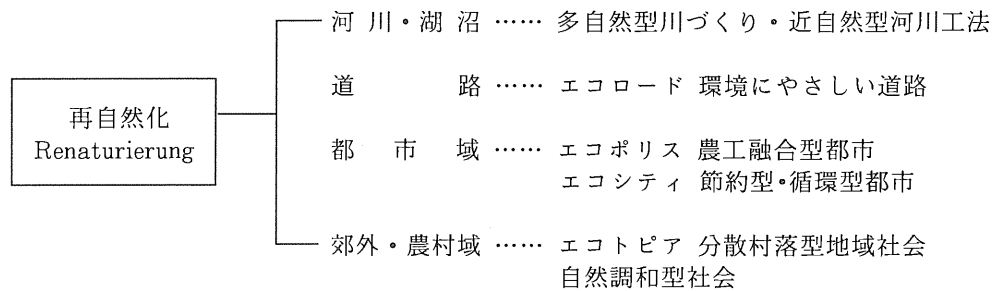 河川・湖沼 …… 多自然型川づくり・近自然型河川工法
道路 …… エコロード 環境にやさしい道路
再自然化
Renaturierung
都市域 …… エコポリス 農工融合型都市
エコシティ 節約型・循環型都市
郊外・農村域 …… エコトピア 分散村落型地域社会
自然調和型社会